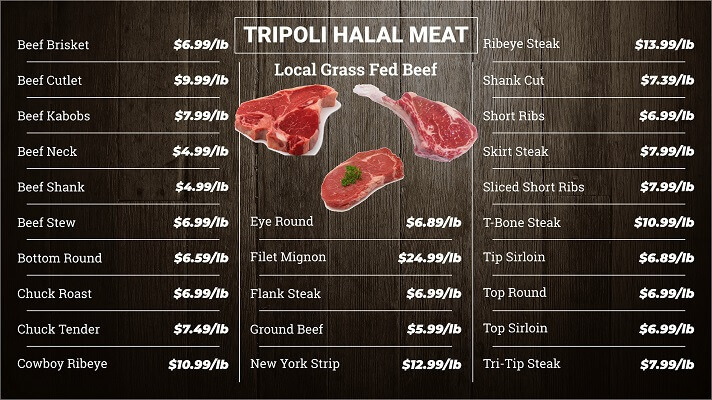 TRIPOLI HALAL MEAT
Local Grass Fed Beef
Beef Brisket $6.99/lb
Beef Cutlet $9.99/lb
Beef Kabobs $7.99/lb
Beef Neck $4.99/lb
Beef Shank $4.99/lb
Beef Stew $6.99/lb
Bottom Round $6.59/lb
Chuck Roast $6.99/lb
Chuck Tender $7.49/lb
Cowboy Ribeye $10.99/lb
Eye Round $6.89/lb
Filet Mignon $24.99/lb
Flank Steak $6.99/lb
Ground Beef $5.99/lb
New York Strip $12.99/lb
Ribeye Steak $13.99/lb
Shank Cut $7.39/lb
Short Ribs $6.99/lb
Skirt Steak $7.99/lb
Sliced Short Ribs $7.99/lb
T-Bone Steak $10.99/lb
Tip Sirloin $6.89/lb
Top Round $6.99/lb
Top Sirloin $6.99/lb
Tri-Tip Steak $7.99/lb